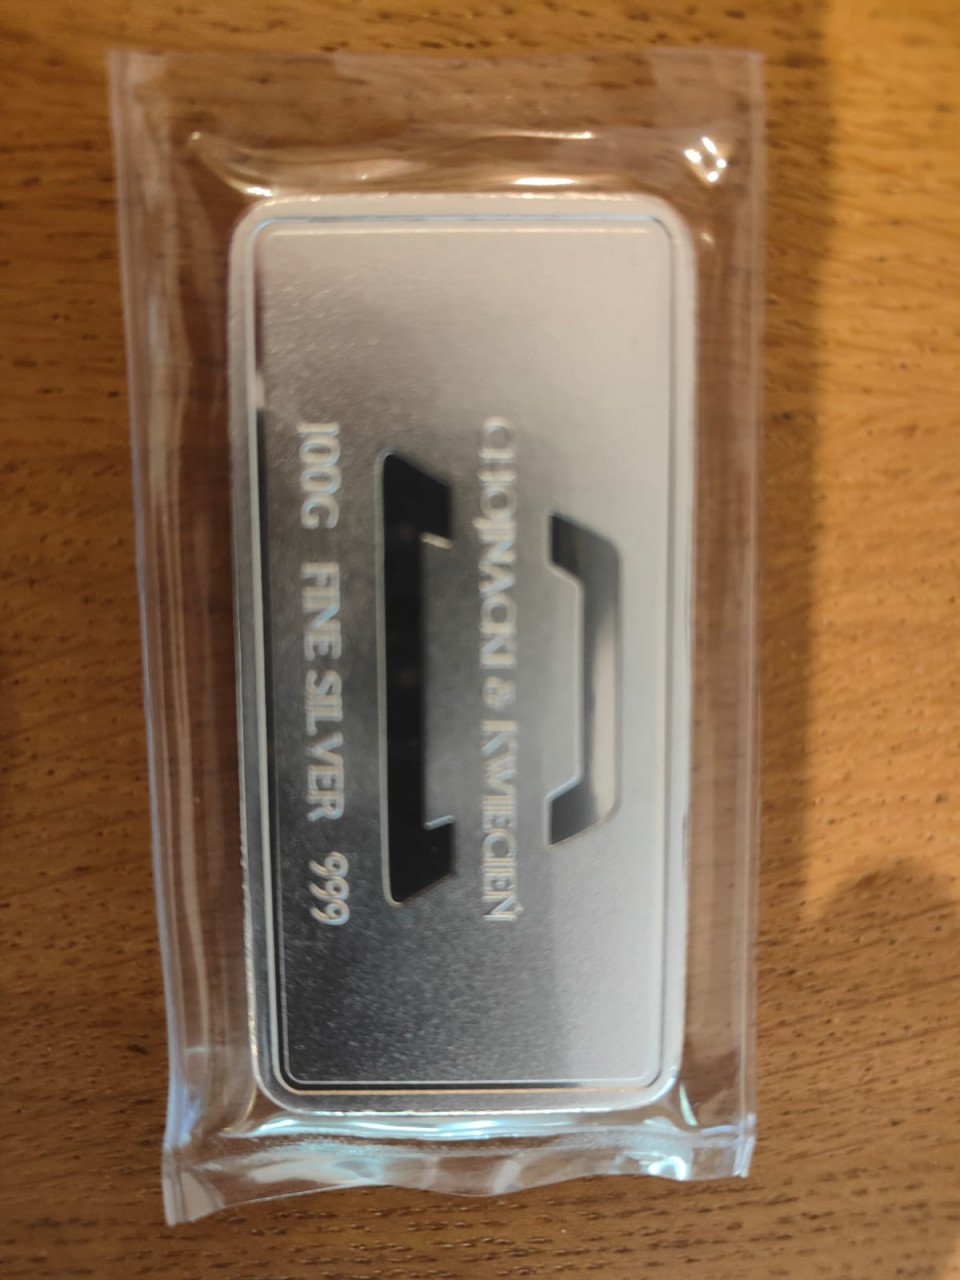 CHOJNACKI & KWIECIEŃ
100G FINE SILVER 999